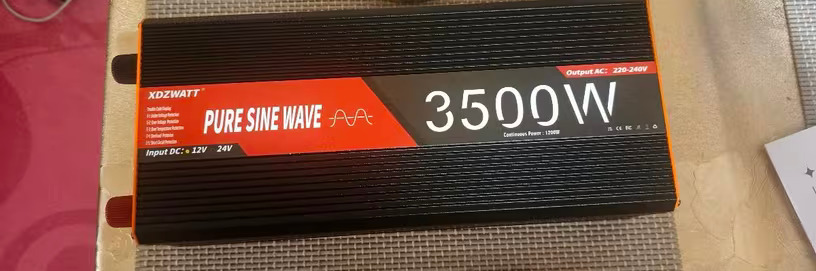 XDZWATT
PURE SINE WAVE
Input DC: 12V 24V
Output AC: 220-240V
3500W
Continuous Power : 1200W